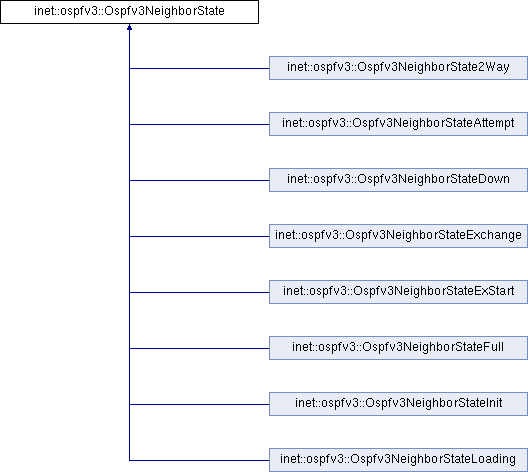 inet::ospfv3::Ospfv3NeighborState
inet::ospfv3::Ospfv3NeighborState2Way
inet::ospfv3::Ospfv3NeighborStateAttempt
inet::ospfv3::Ospfv3NeighborStateDown
inet::ospfv3::Ospfv3NeighborStateExchange
inet::ospfv3::Ospfv3NeighborStateExStart
inet::ospfv3::Ospfv3NeighborStateFull
inet::ospfv3::Ospfv3NeighborStateInit
inet::ospfv3::Ospfv3NeighborStateLoading